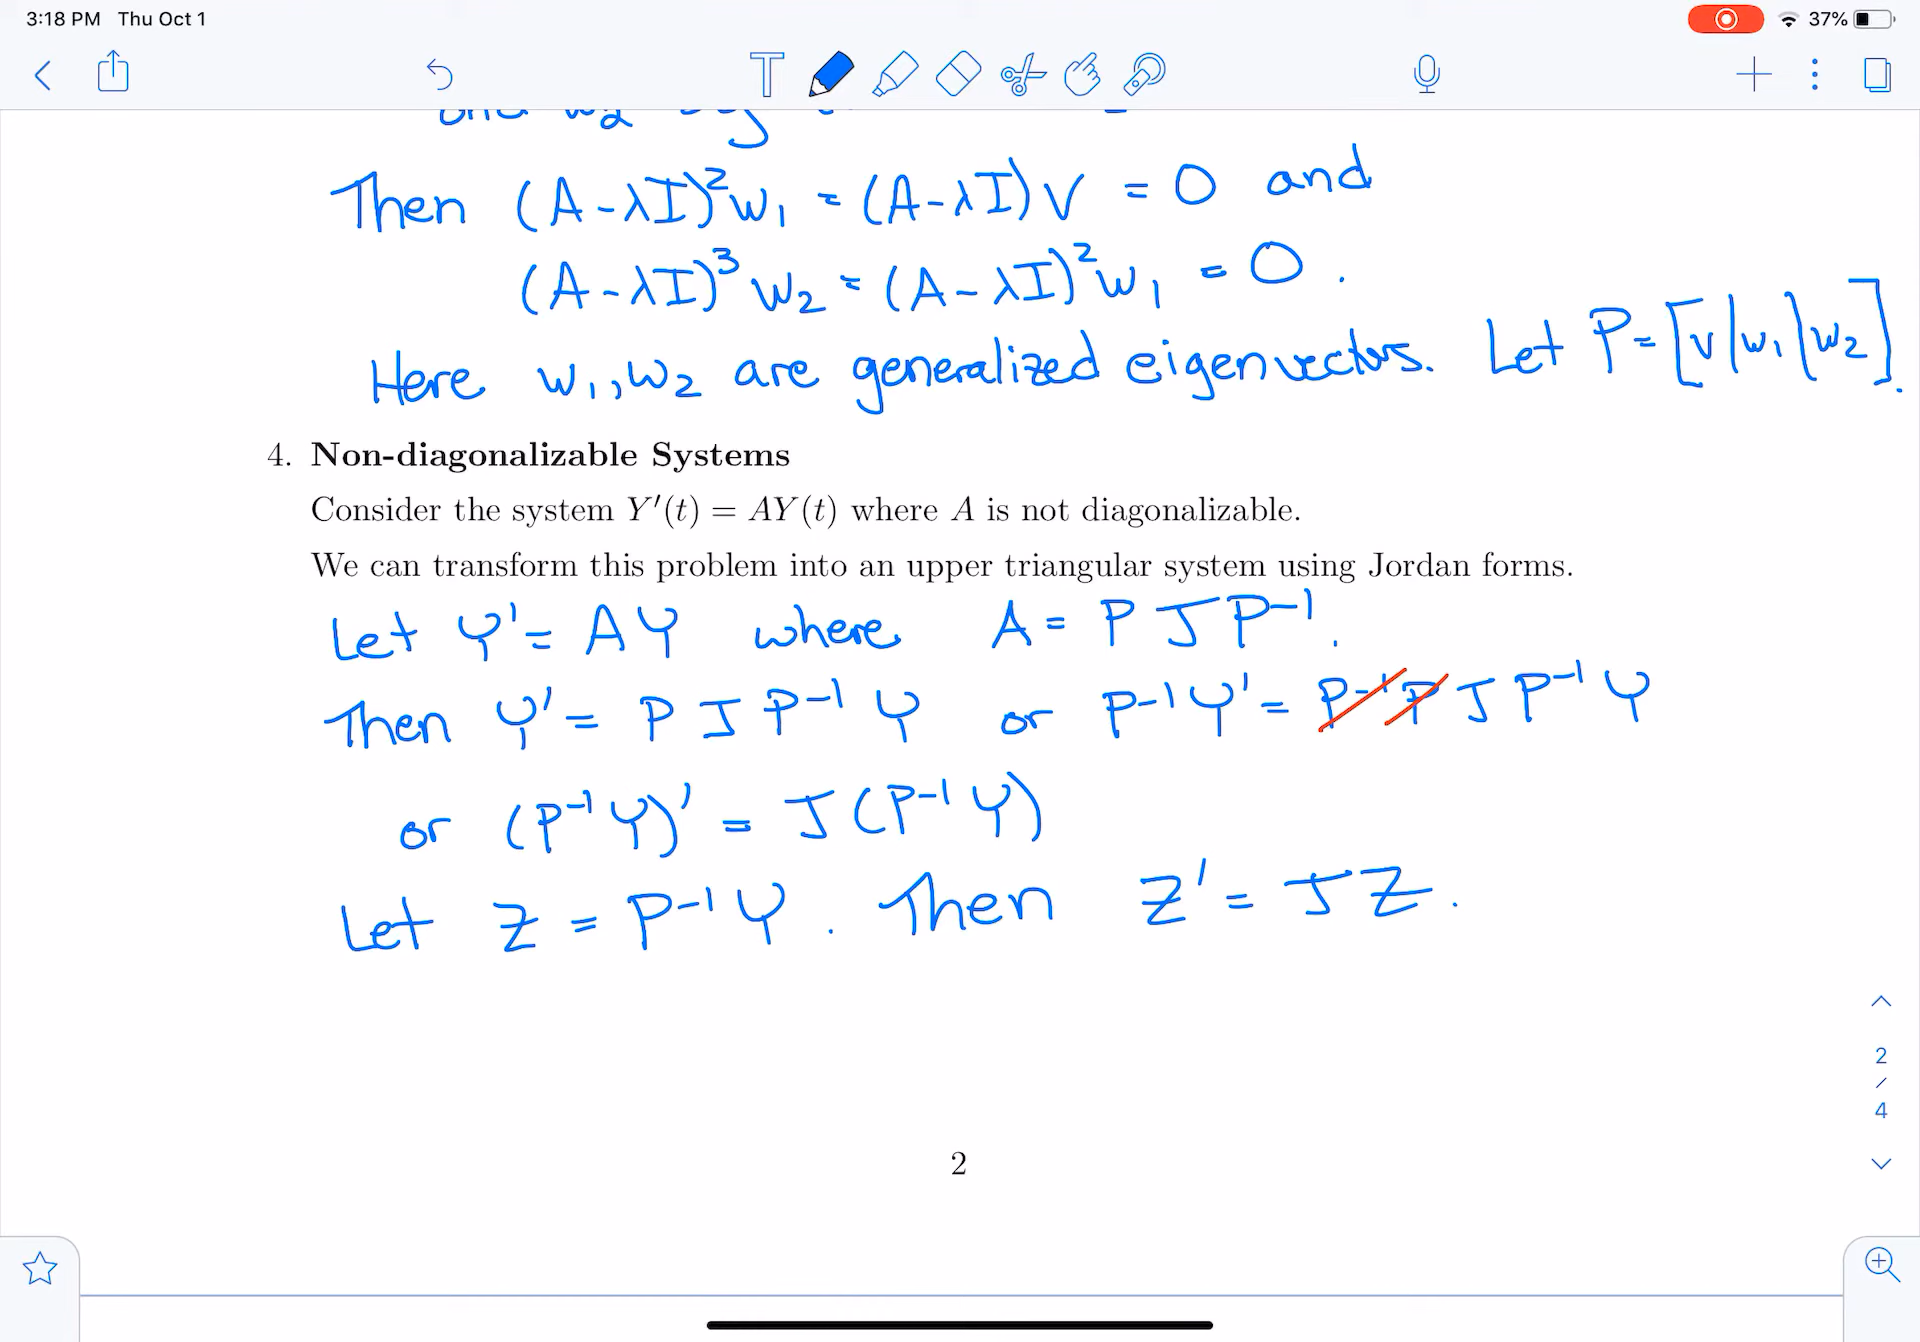 3:18 PM Thu Oct 1
37%
Then (A-λI)²w₁ = (A-λI)v = 0 and
(A-λI)³w₂ = (A-λI)²w₁ = 0.
Here w₁, w₂ are generalized eigenvectors. Let P = [v|w₁|w₂].
4. Non-diagonalizable Systems
Consider the system Y′(t) = AY(t) where A is not diagonalizable.
We can transform this problem into an upper triangular system using Jordan forms.
Let Y' = AY where A = PJP⁻¹.
Then Y' = PJP⁻¹Y or P⁻¹Y' = P⁻¹PJP⁻¹Y
or (P⁻¹Y)' = J(P⁻¹Y)
Let Z = P⁻¹Y. Then Z' = JZ.
2
/
4
2